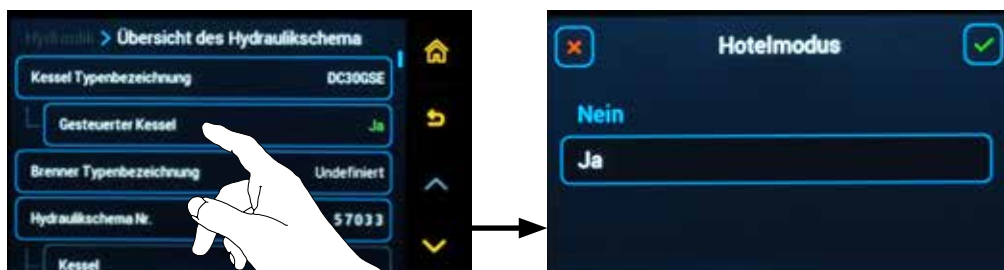 Hydraulik > Übersicht des Hydraulikschema
Kessel Typenbezeichnung DC30GSE
Gesteuerter Kessel Ja
Brenner Typenbezeichnung Undefiniert
Hydraulikschema Nr. 57033
Kessel
Hotelmodus
Nein
Ja